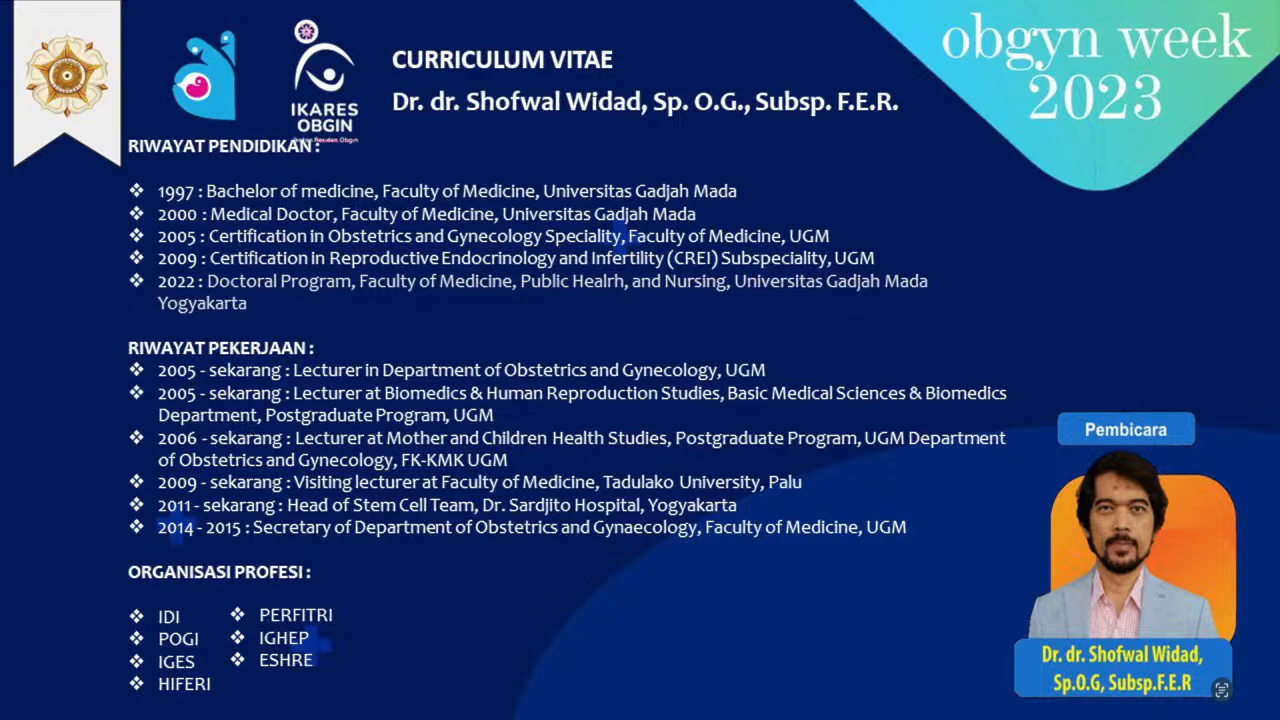 obgyn week
2023
IKARES
OBGIN
CURRICULUM VITAE
Dr. dr. Shofwal Widad, Sp. O.G., Subsp. F.E.R.
RIWAYAT PENDIDIKAN :
❖ 1997 : Bachelor of medicine, Faculty of Medicine, Universitas Gadjah Mada
❖ 2000 : Medical Doctor, Faculty of Medicine, Universitas Gadjah Mada
❖ 2005 : Certification in Obstetrics and Gynecology Speciality, Faculty of Medicine, UGM
❖ 2009 : Certification in Reproductive Endocrinology and Infertility (CREI) Subspeciality, UGM
❖ 2022 : Doctoral Program, Faculty of Medicine, Public Healrh, and Nursing, Universitas Gadjah Mada
Yogyakarta
RIWAYAT PEKERJAAN :
❖ 2005 - sekarang : Lecturer in Department of Obstetrics and Gynecology, UGM
❖ 2005 - sekarang : Lecturer at Biomedics & Human Reproduction Studies, Basic Medical Sciences & Biomedics
Department, Postgraduate Program, UGM
❖ 2006 - sekarang : Lecturer at Mother and Children Health Studies, Postgraduate Program, UGM Department
of Obstetrics and Gynecology, FK-KMK UGM
❖ 2009 - sekarang : Visiting lecturer at Faculty of Medicine, Tadulako University, Palu
❖ 2011 - sekarang : Head of Stem Cell Team, Dr. Sardjito Hospital, Yogyakarta
❖ 2014 - 2015 : Secretary of Department of Obstetrics and Gynaecology, Faculty of Medicine, UGM
ORGANISASI PROFESI :
❖ IDI
❖ POGI
❖ IGES
❖ HIFERI
❖ PERFITRI
❖ IGHEP
❖ ESHRE
Pembicara
Dr. dr. Shofwal Widad,
Sp.O.G, Subsp.F.E.R